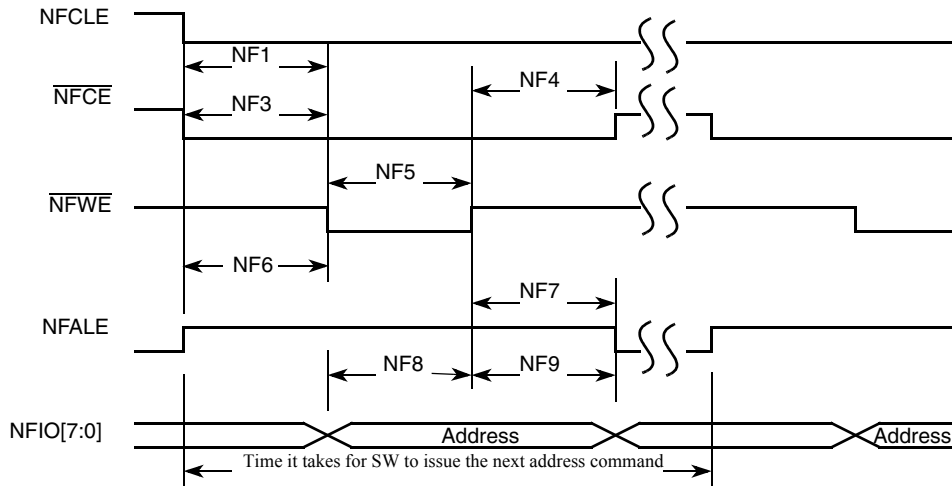 NFCLE
NF1
NF4
NFCE
NF3
NF5
NFWE
NF6
NF7
NFALE
NF8
NF9
NFIO[7:0]
Address
Address
Time it takes for SW to issue the next address command